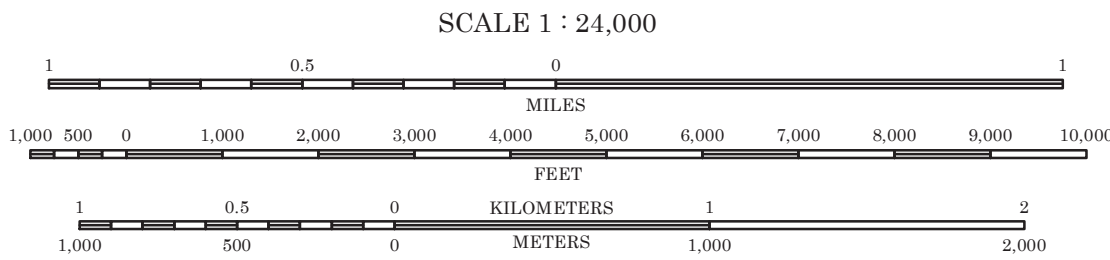 SCALE 1 : 24,000
1 0.5 0 1
MILES
1,000 500 0 1,000 2,000 3,000 4,000 5,000 6,000 7,000 8,000 9,000 10,000
FEET
1 0.5 0 KILOMETERS 1 2
1,000 500 0 METERS 1,000 2,000